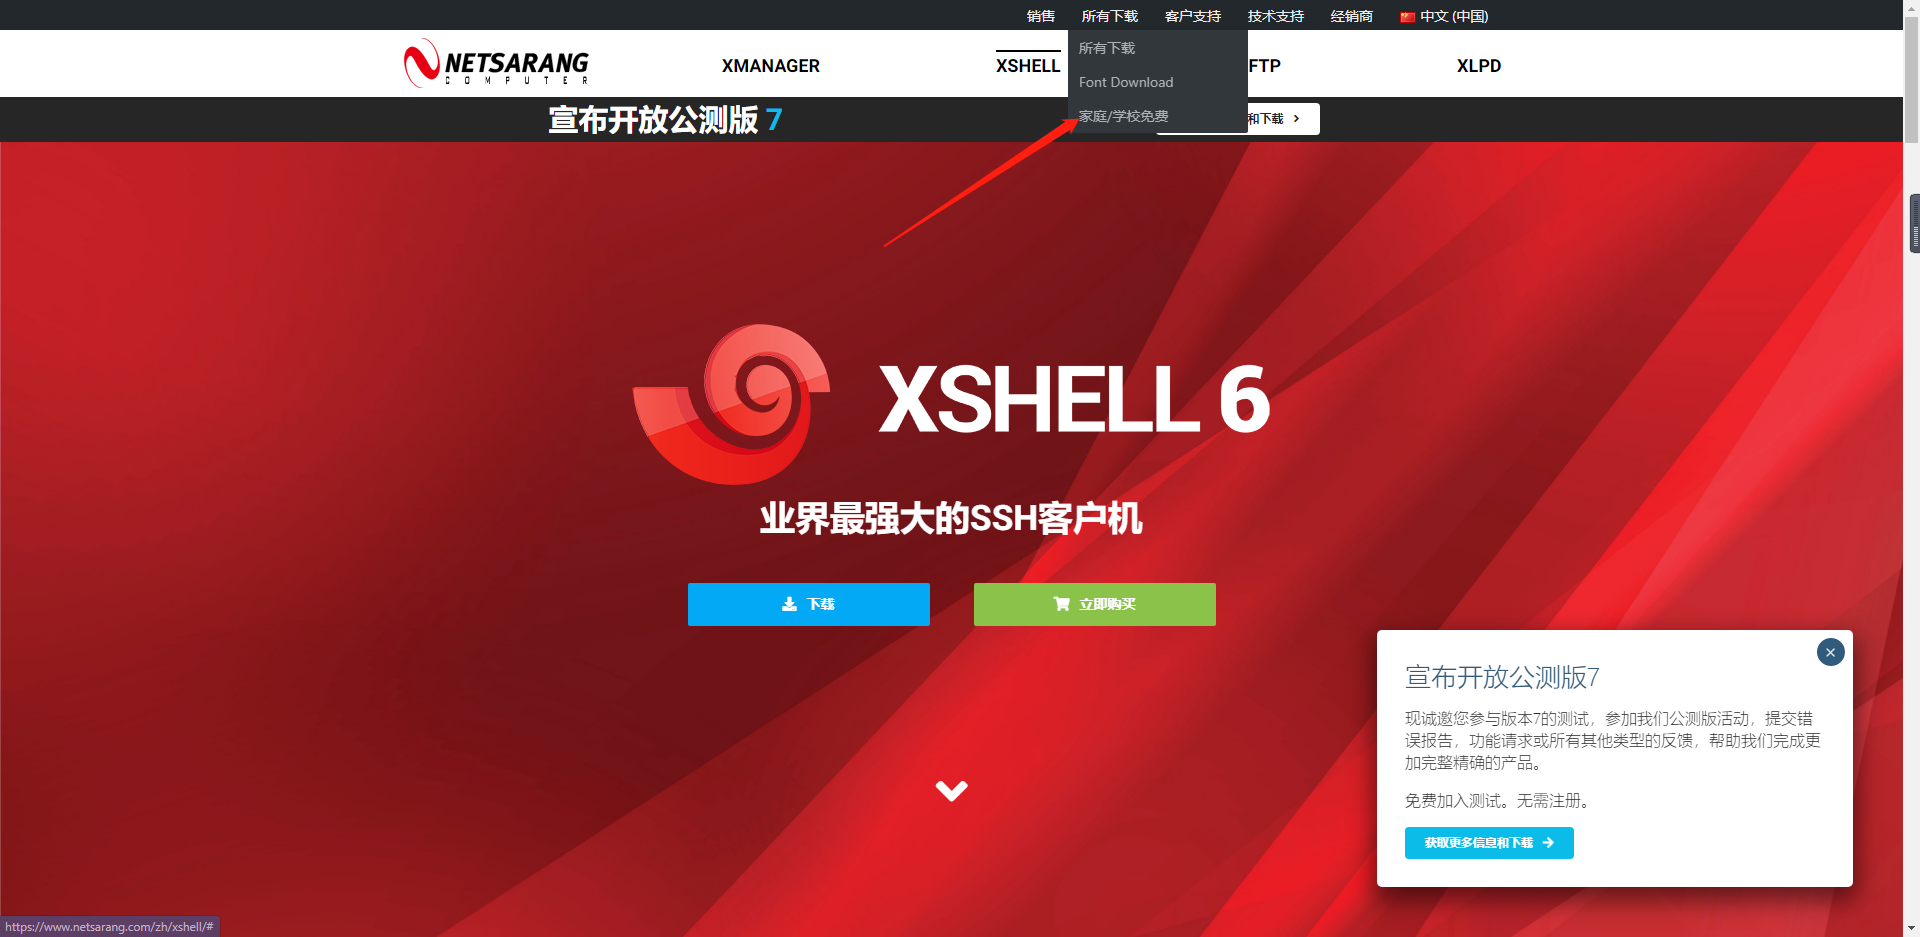 销售 所有下载 客户支持 技术支持 经销商 中文 (中国)
NETSARANG
COMPUTER
XMANAGER XSHELL FTP XLPD
所有下载
Font Download
家庭/学校免费
宣布开放公测版 7
和下载
XSHELL 6
业界最强大的SSH客户机
下载 立即购买
宣布开放公测版7
现诚邀您参与版本7的测试，参加我们公测版活动，提交错
误报告，功能请求或所有其他类型的反馈，帮助我们完成更
加完整精确的产品。
免费加入测试。无需注册。
获取更多信息和下载
https://www.netsarang.com/zh/xshell/#